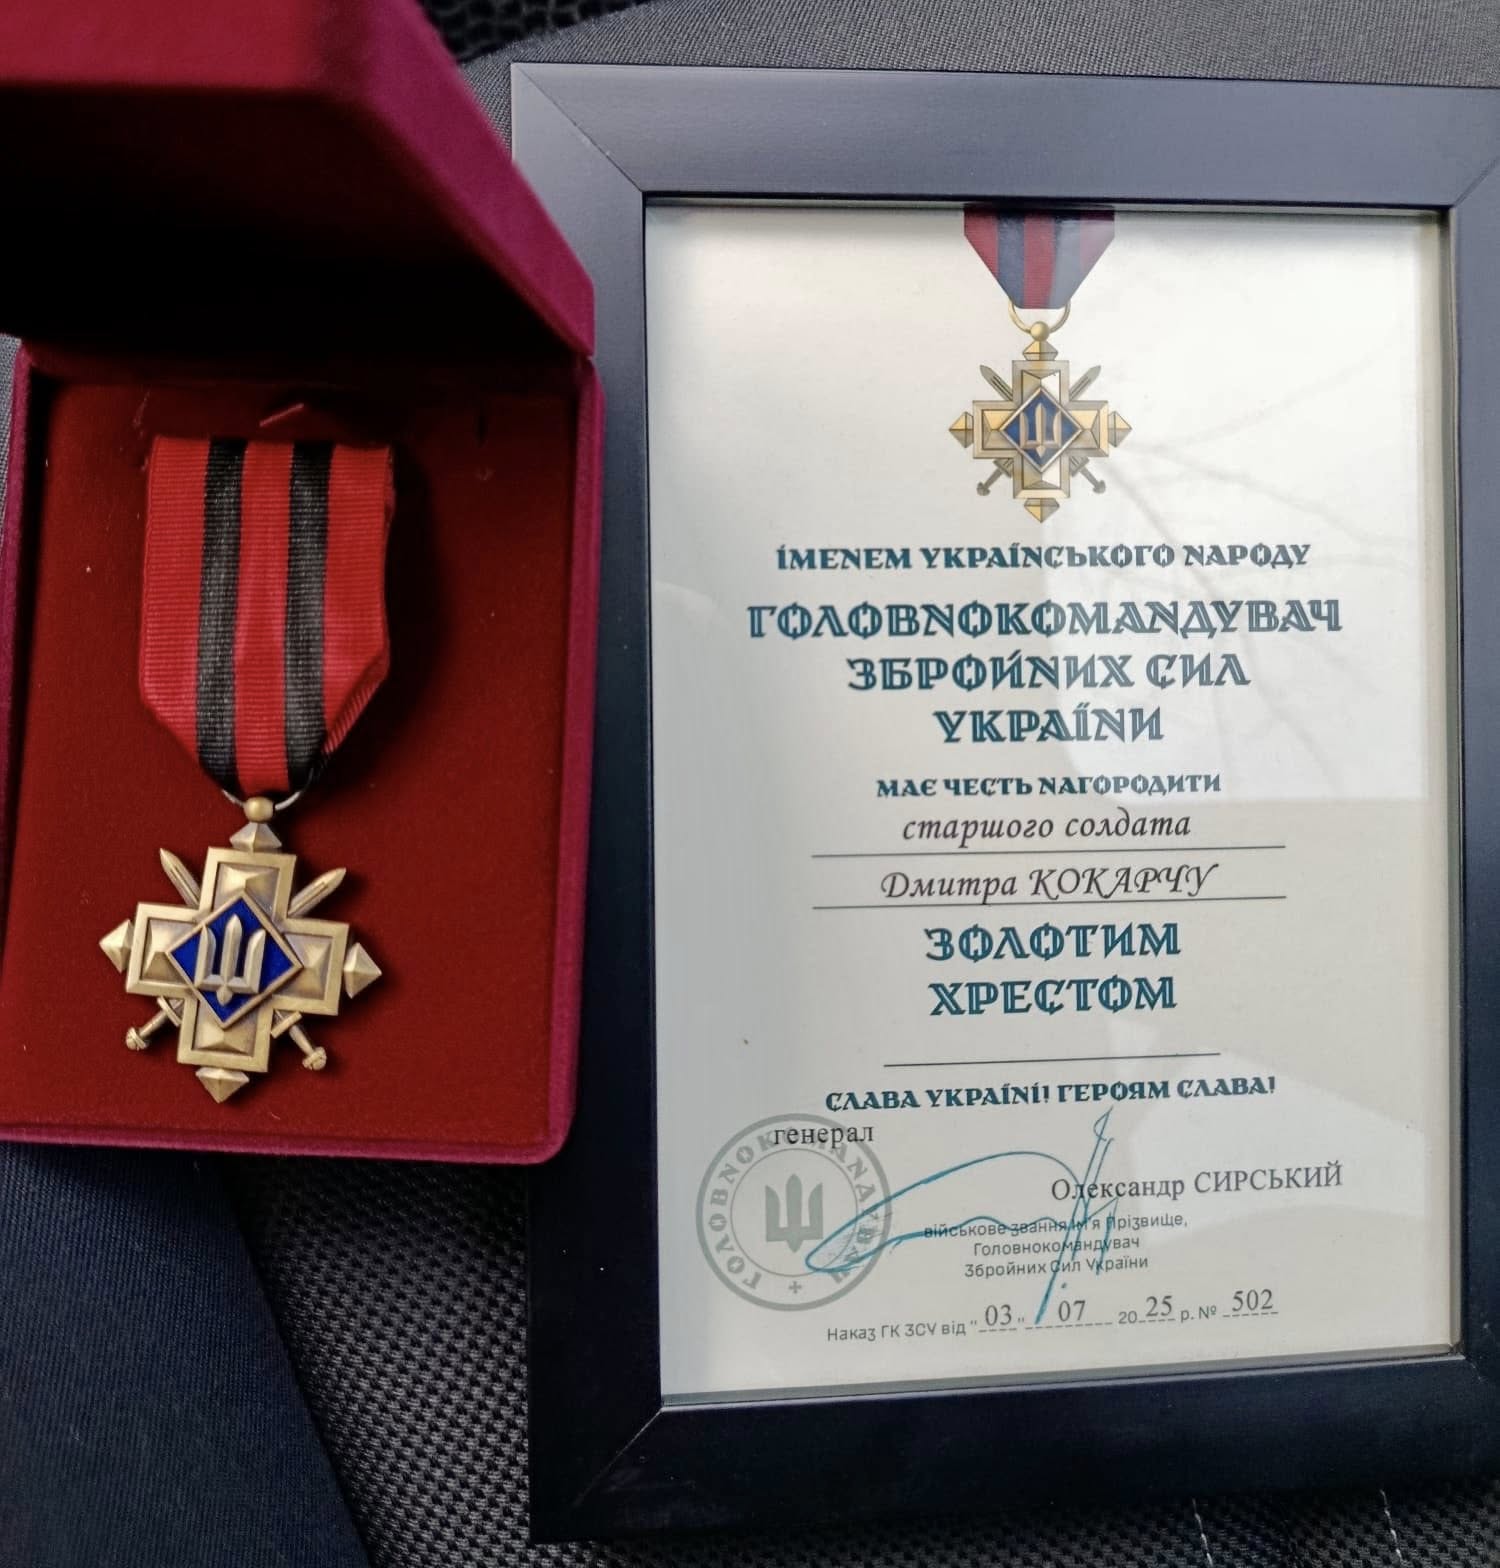 ІМЕНЕМ УКРАЇНСЬКОГО НАРОДУ
ГОЛОВНОКОМАНДУВАЧ
ЗБРОЙНИХ СИЛ
УКРАЇНИ
МАЄ ЧЕСТЬ НАГОРОДИТИ
старшого солдата
Дмитра КОКАРЧУ
ЗОЛОТИМ
ХРЕСТОМ
СЛАВА УКРАЇНІ! ГЕРОЯМ СЛАВА!
генерал
ГОЛОВНОКОМАНДУВАЧ
Олександр СИРСЬКИЙ
військове звання ім'я прізвище,
Головнокомандувач
Збройних Сил України
Наказ ГК ЗСУ від "03" 07 2025 р. № 502